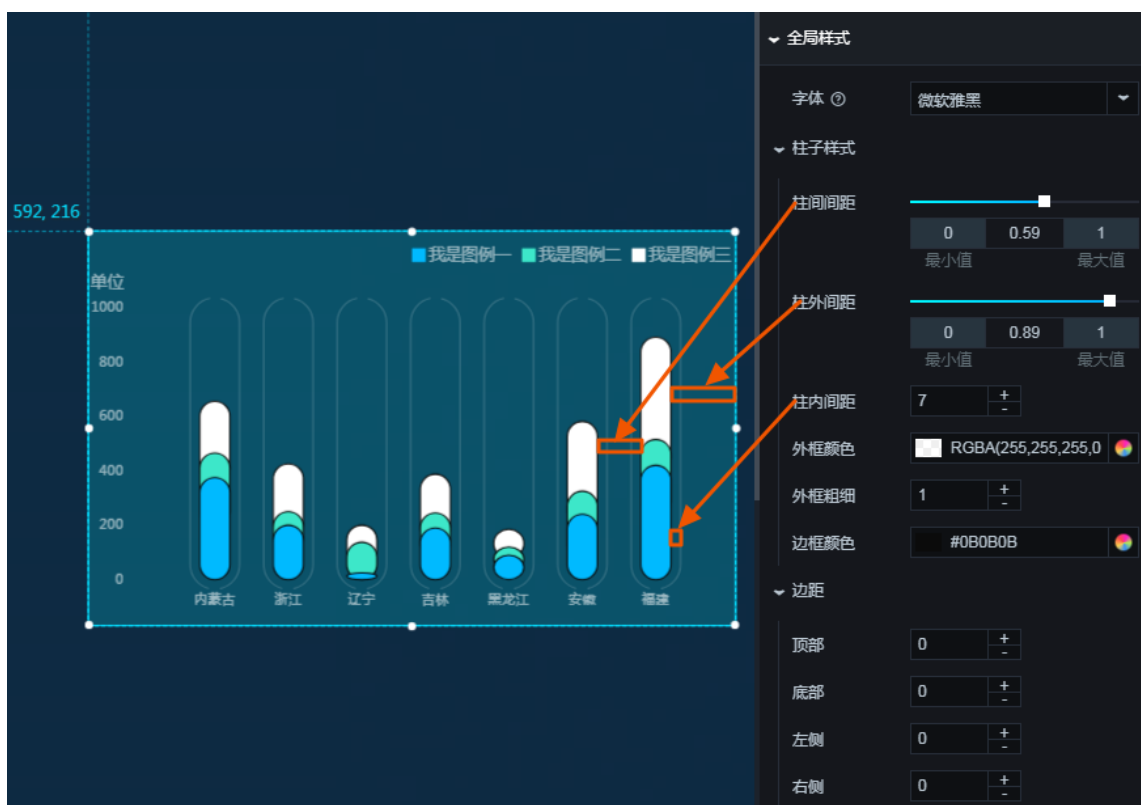 592, 216
我是图例一 我是图例二 我是图例三
单位
1000
800
600
400
200
0
内蒙古 浙江 辽宁 吉林 黑龙江 安徽 福建
全局样式
字体 微软雅黑
柱子样式
柱间间距
0 0.59 1
最小值 最大值
柱外间距
0 0.89 1
最小值 最大值
柱内间距 7 + -
外框颜色 RGBA(255,255,255,0
外框粗细 1 + -
边框颜色 #0B0B0B
边距
顶部 0 + -
底部 0 + -
左侧 0 + -
右侧 0 + -